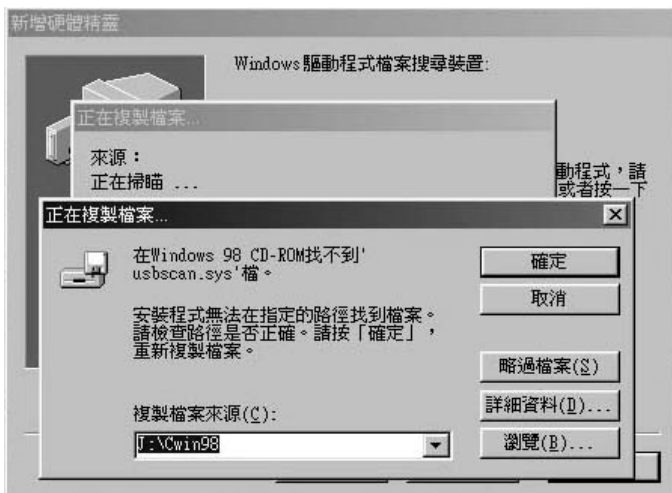 新增硬體精靈
Windows 驅動程式檔案搜尋裝置:
正在複製檔案...
來源：
正在掃瞄 ...
動程式，請
或者按一下
正在複製檔案...
在Windows 98 CD-ROM找不到'
usbscan.sys'檔。
安裝程式無法在指定的路徑找到檔案。
請檢查路徑是否正確。請按「確定」，
重新複製檔案。
複製檔案來源(C):
J:\Cwin98
確定
取消
略過檔案(S)
詳細資料(D)...
瀏覽(B)...